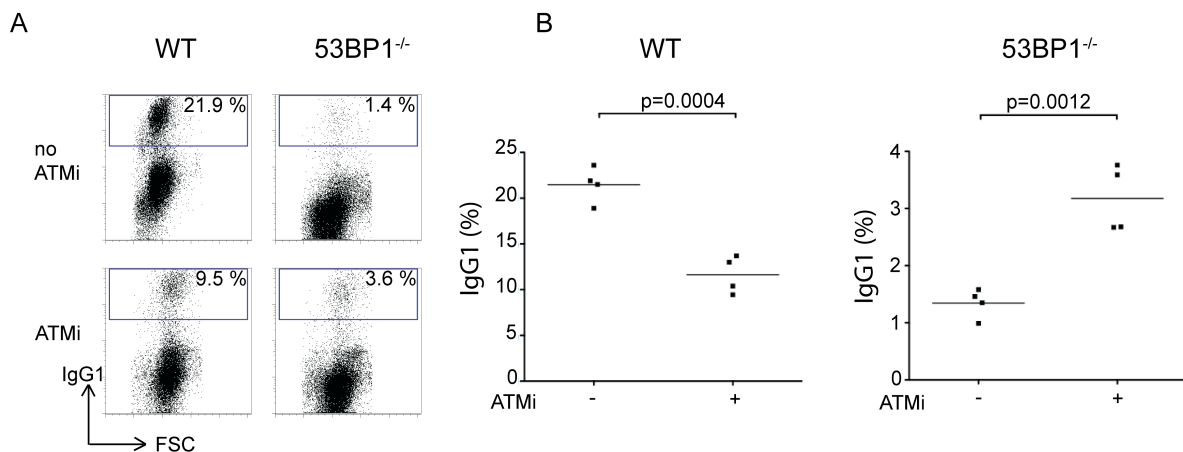 A
WT
53BP1-/-
no
ATMi
21.9 %
1.4 %
ATMi
9.5 %
3.6 %
IgG1
FSC
B
WT
p=0.0004
IgG1 (%)
25
20
15
10
5
0
ATMi
-
+
53BP1-/-
p=0.0012
IgG1 (%)
4
3
2
1
0
ATMi
-
+